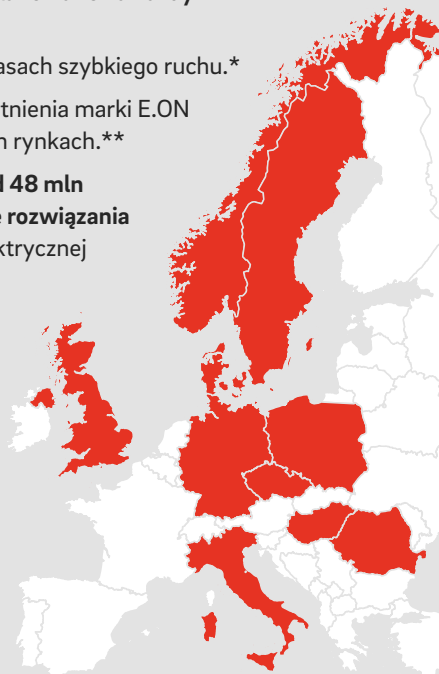 asach szybkiego ruchu.*
tnienia marki E.ON
n rynkach.**
d 48 mln
e rozwiązania
ktrycznej